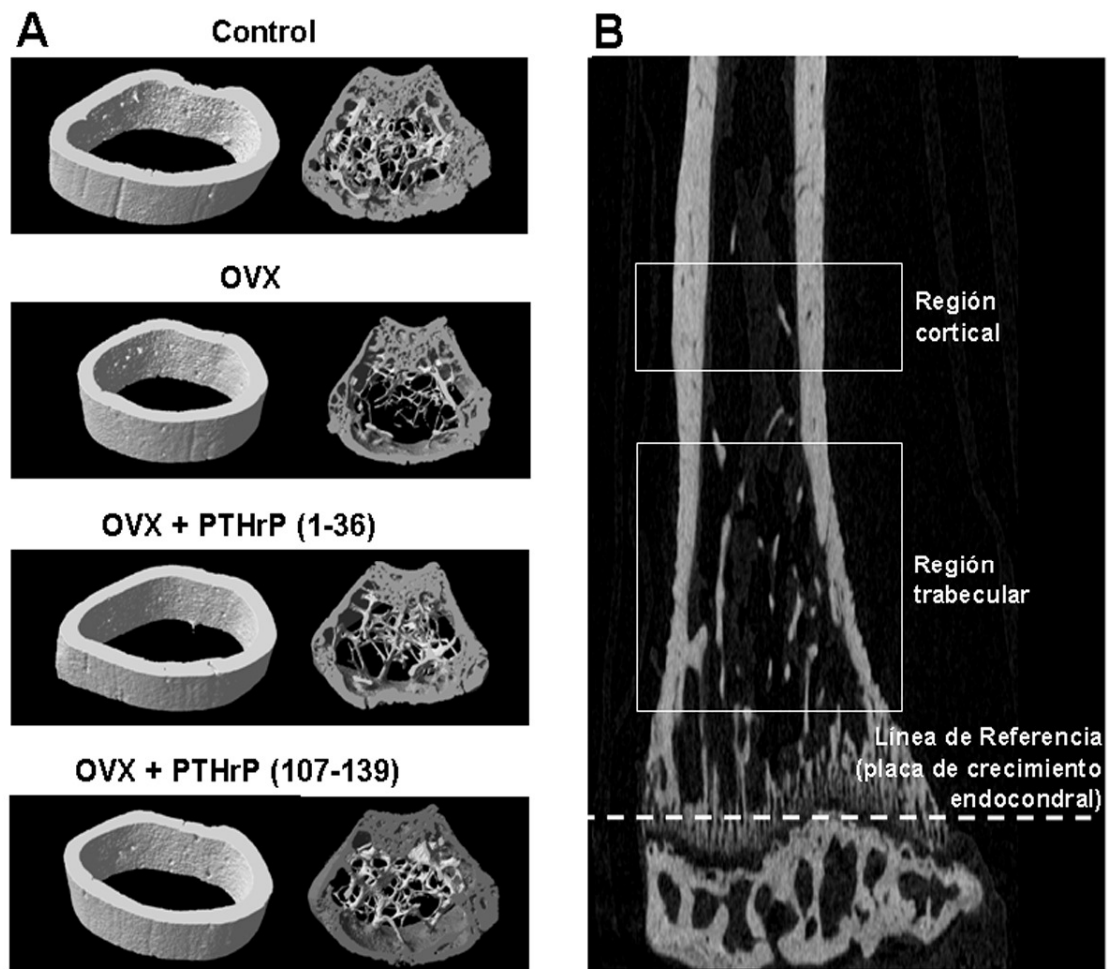 A
Control
OVX
OVX + PTHrP (1-36)
OVX + PTHrP (107-139)
B
Región
cortical
Región
trabecular
Línea de Referencia
(placa de crecimiento
endocondral)